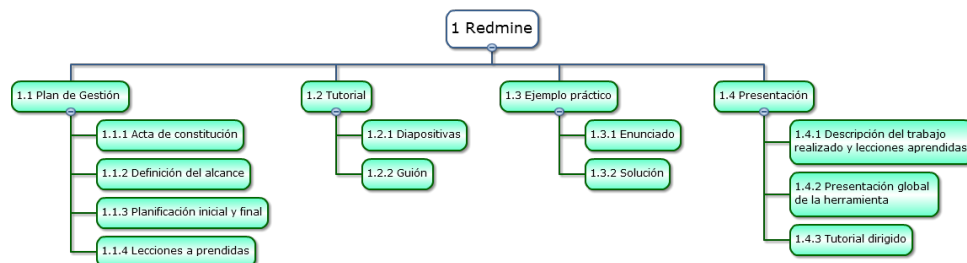 1 Redmine
1.1 Plan de Gestión
1.1.1 Acta de constitución
1.1.2 Definición del alcance
1.1.3 Planificación inicial y final
1.1.4 Lecciones a prendidas
1.2 Tutorial
1.2.1 Diapositivas
1.2.2 Guión
1.3 Ejemplo práctico
1.3.1 Enunciado
1.3.2 Solución
1.4 Presentación
1.4.1 Descripción del trabajo
realizado y lecciones aprendidas
1.4.2 Presentación global
de la herramienta
1.4.3 Tutorial dirigido